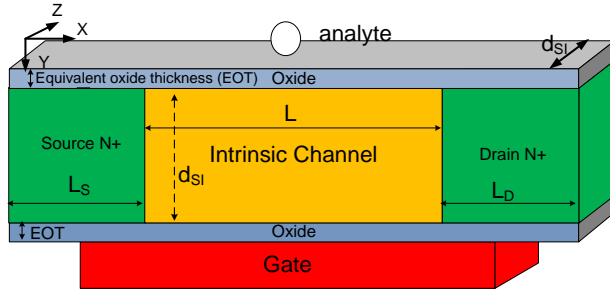 Z
X
analyte
d_SI
Y
Equivalent oxide thickness (EOT)
Oxide
L
Source N+
Intrinsic Channel
Drain N+
d_SI
L_S
L_D
EOT
Oxide
Gate